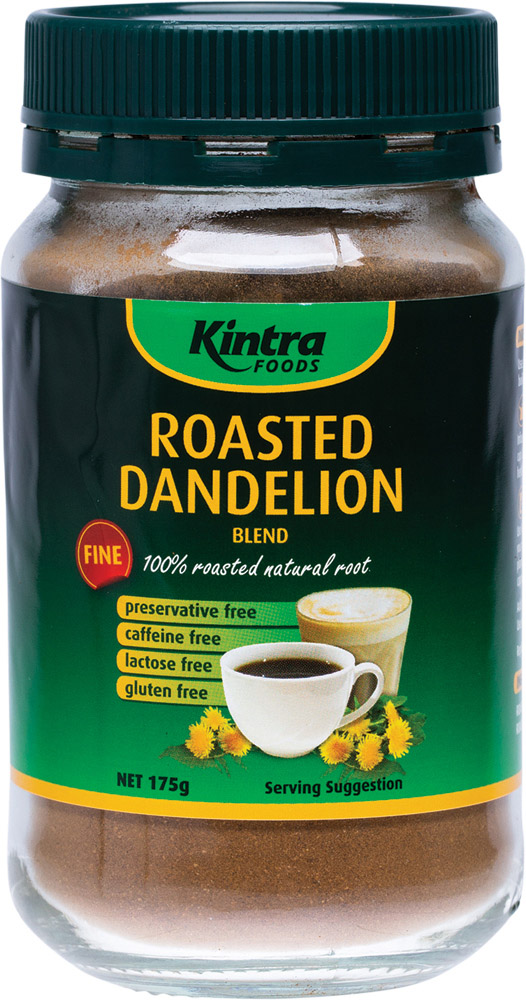 Kintra
FOODS
ROASTED
DANDELION
BLEND
FINE
100% roasted natural root
preservative free
caffeine free
lactose free
gluten free
NET 175g
Serving Suggestion